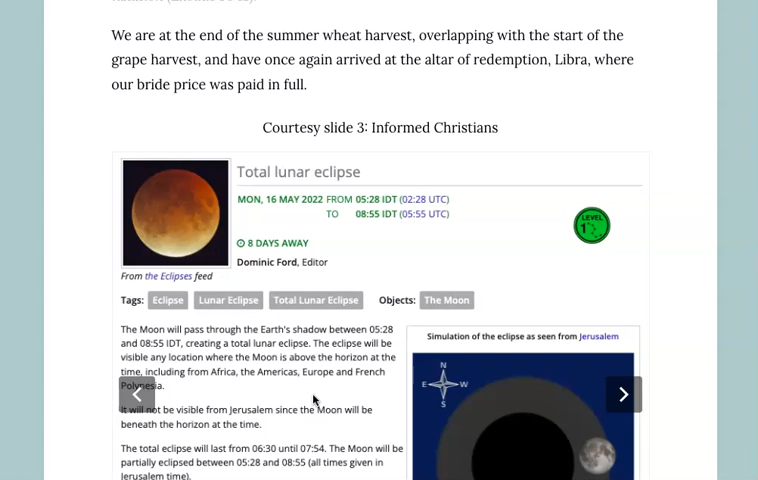 We are at the end of the summer wheat harvest, overlapping with the start of the
grape harvest, and have once again arrived at the altar of redemption, Libra, where
our bride price was paid in full.
Courtesy slide 3: Informed Christians
Total lunar eclipse
MON, 16 MAY 2022 FROM 05:28 IDT (02:28 UTC)
TO 08:55 IDT (05:55 UTC)
LEVEL
1
8 DAYS AWAY
Dominic Ford, Editor
From the Eclipses feed
Tags: Eclipse Lunar Eclipse Total Lunar Eclipse Objects: The Moon
The Moon will pass through the Earth's shadow between 05:28
and 08:55 IDT, creating a total lunar eclipse. The eclipse will be
visible any location where the Moon is above the horizon at the
time, including from Africa, the Americas, Europe and French
Polynesia.
It will not be visible from Jerusalem since the Moon will be
beneath the horizon at the time.
The total eclipse will last from 06:30 until 07:54. The Moon will be
partially eclipsed between 05:28 and 08:55 (all times given in
Jerusalem time).
Simulation of the eclipse as seen from Jerusalem
N
E W
S